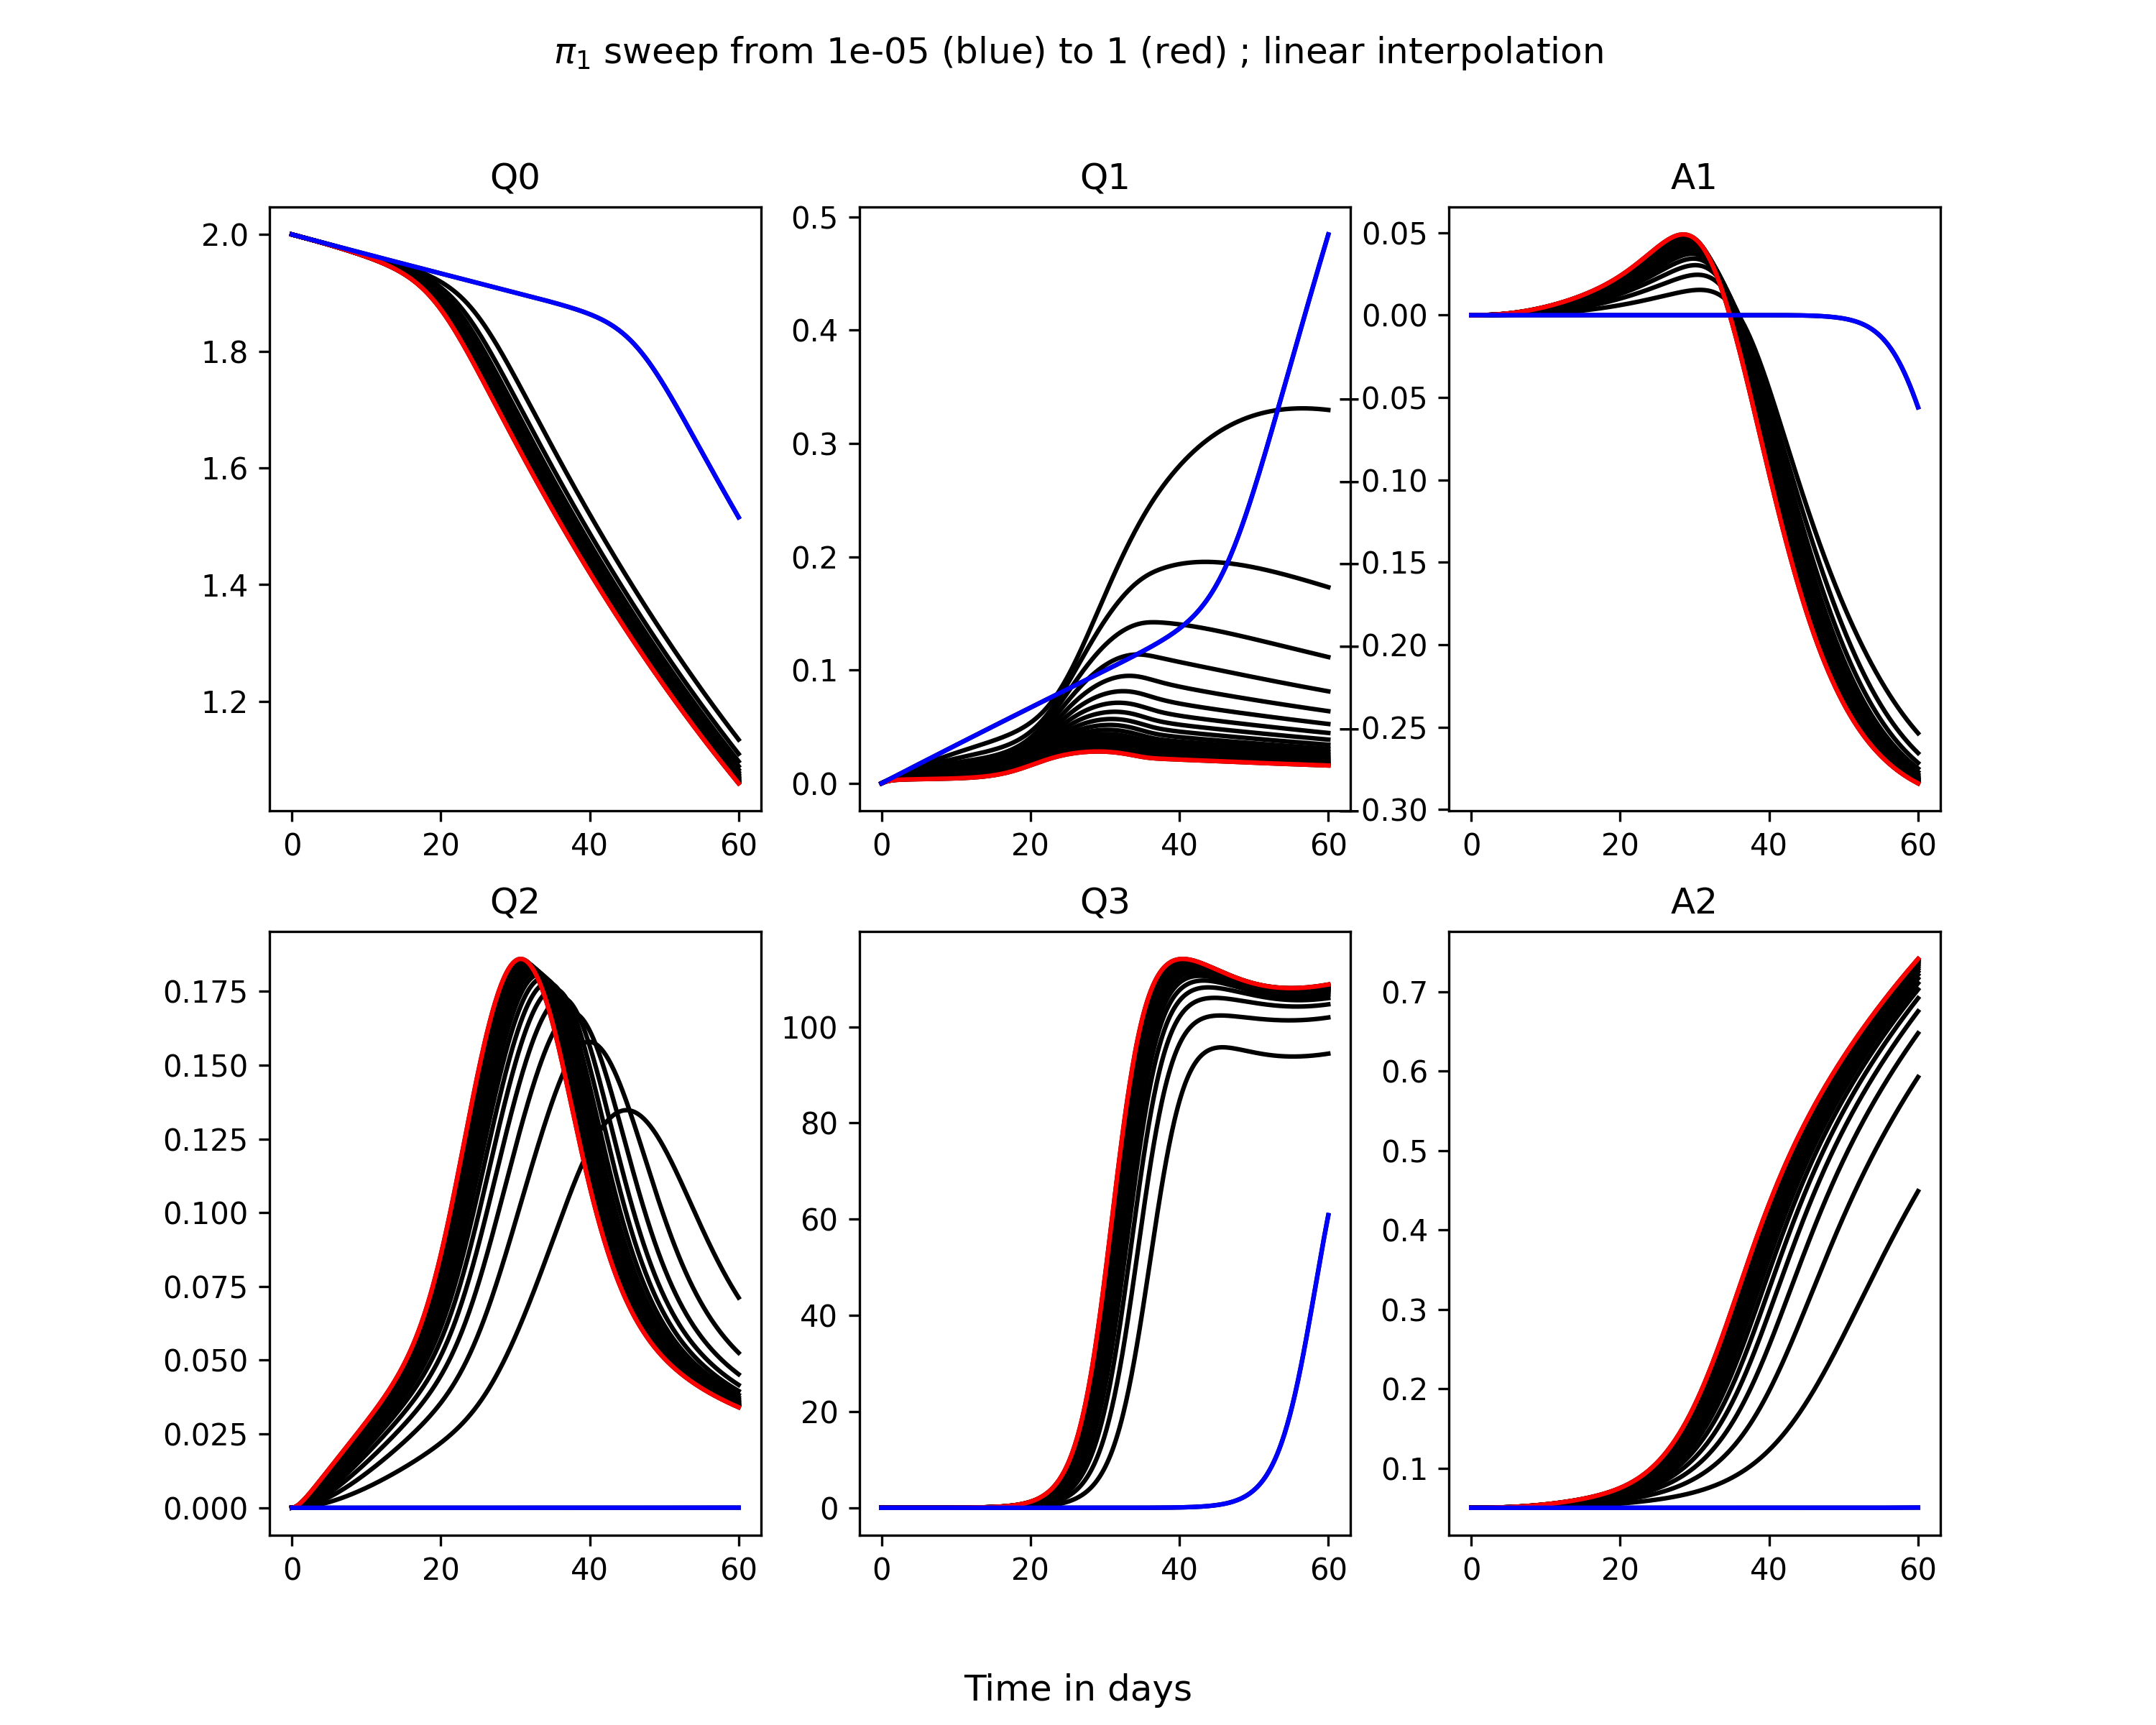 π₁ sweep from 1e-05 (blue) to 1 (red) ; linear interpolation
Q0
2.0
1.8
1.6
1.4
1.2
0 20 40 60
Q1
0.5
0.4
0.3
0.2
0.1
0.0
0 20 40 60
A1
0.05
0.00
−0.05
−0.10
−0.15
−0.20
−0.25
−0.30
0 20 40 60
Q2
0.175
0.150
0.125
0.100
0.075
0.050
0.025
0.000
0 20 40 60
Q3
100
80
60
40
20
0
0 20 40 60
A2
0.7
0.6
0.5
0.4
0.3
0.2
0.1
0 20 40 60
Time in days